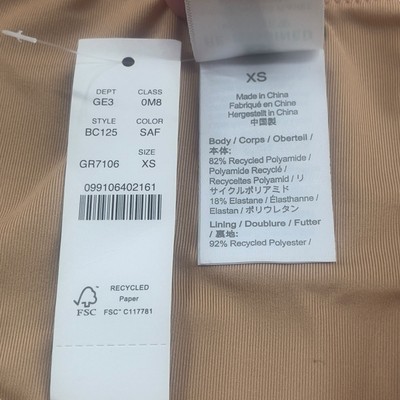 DEPT CLASS
GE3 0M8
STYLE COLOR
BC125 SAF
SIZE
GR7106 XS
099106402161
RECYCLED
Paper
FSC® C117781
FSC
XS
Made in China
Fabriqué en Chine
Hergestellt in China
中国製
Body / Corps / Oberteil /
本体:
82% Recycled Polyamide /
Polyamide Recyclé /
Recyceltes Polyamid / リ
サイクルポリアミド
18% Elastane / Élasthanne /
Elastan / ポリウレタン
Lining / Doublure / Futter
/ 裏地:
92% Recycled Polyester /